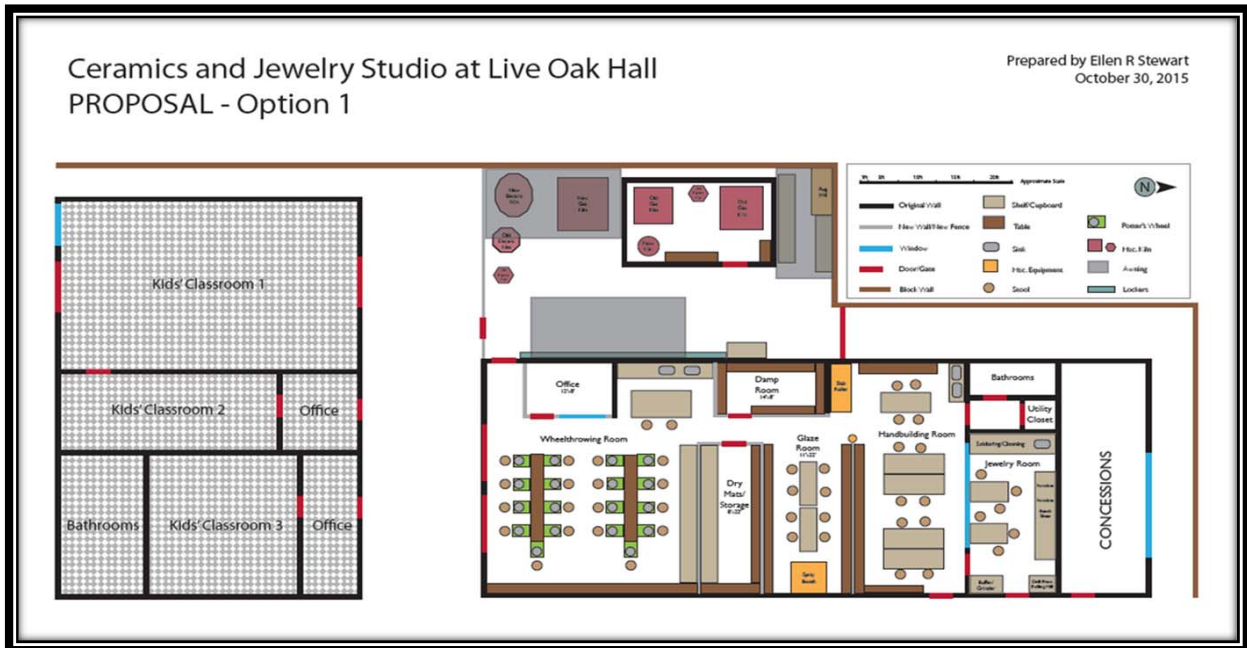 Ceramics and Jewelry Studio at Live Oak Hall
PROPOSAL - Option 1
Prepared by Ellen R Stewart
October 30, 2015
Approximate Scale
N
Original Wall
New Wall/New Fence
Window
Door/Gate
Block Wall
Shelf/Cupboard
Table
Sink
Misc. Equipment
Stool
Potter's Wheel
Misc. Kiln
Awning
Lockers
Kids' Classroom 1
Kids' Classroom 2
Office
Bathrooms
Kids' Classroom 3
Office
Office
Damp
Room
Bathrooms
Utility
Closet
Wheelthrowing Room
Glaze
Room
Handbuilding Room
Soldering/Cleaning
Jewelry Room
Dry
Mats/
Storage
Spray
Booth
CONCESSIONS